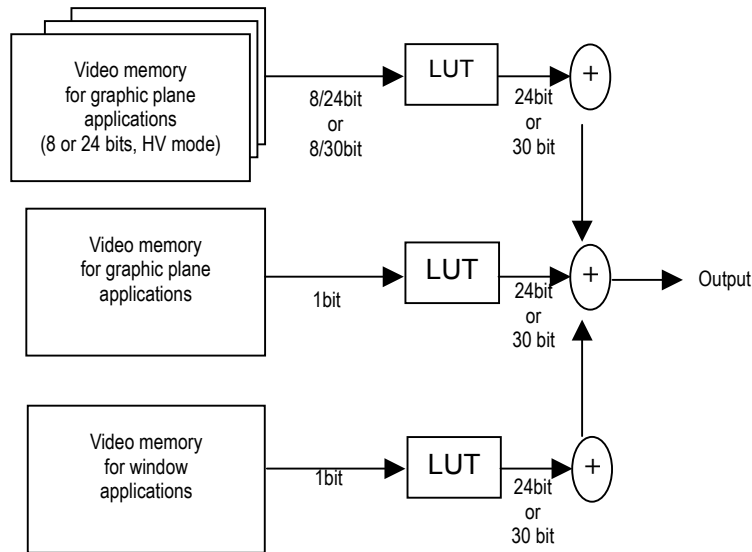 Video memory
for graphic plane
applications
(8 or 24 bits, HV mode)
8/24bit
or
8/30bit
LUT
24bit
or
30 bit
+
Video memory
for graphic plane
applications
1bit
LUT
24bit
or
30 bit
+
Output
Video memory
for window
applications
1bit
LUT
24bit
or
30 bit
+